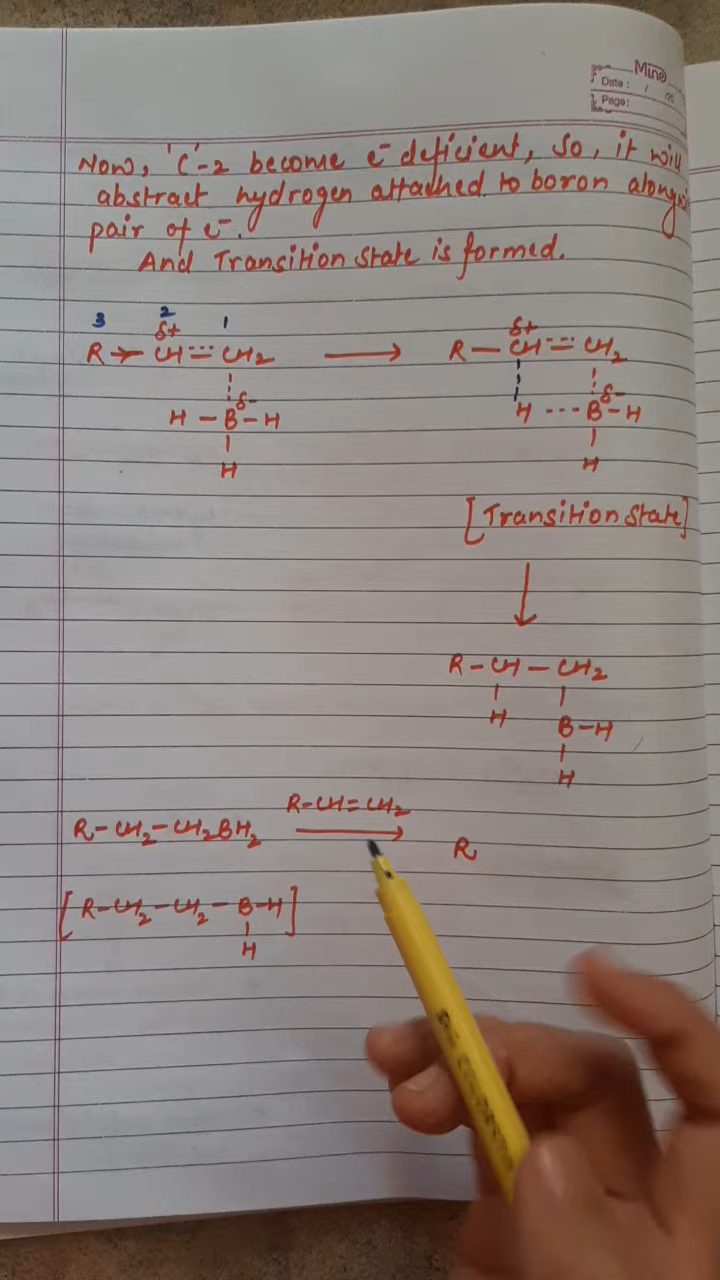 Mine
Date : / /20
Page:
Now, 'C'-2 become e⁻ deficient, so, it will
abstract hydrogen attached to boron
pair of e⁻.
And Transition state is formed.
3 2 1
δ+ δ+
R → CH = CH₂ ⟶ R — CH = CH₂
δ- δ-
H – B – H H --- B – H
H H
[Transition state]
↓
R – CH — CH₂
H B – H
H
R–CH=CH₂
R – CH₂ – CH₂BH₂ ⟶ R
[R–CH₂–CH₂–B–H]
H